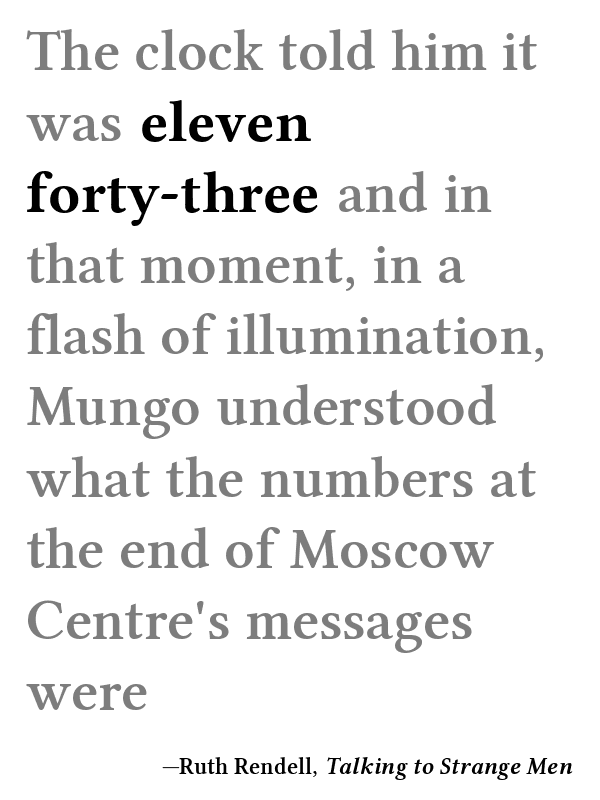 The clock told him it
was eleven
forty-three and in
that moment, in a
flash of illumination,
Mungo understood
what the numbers at
the end of Moscow
Centre's messages
were
—Ruth Rendell, Talking to Strange Men